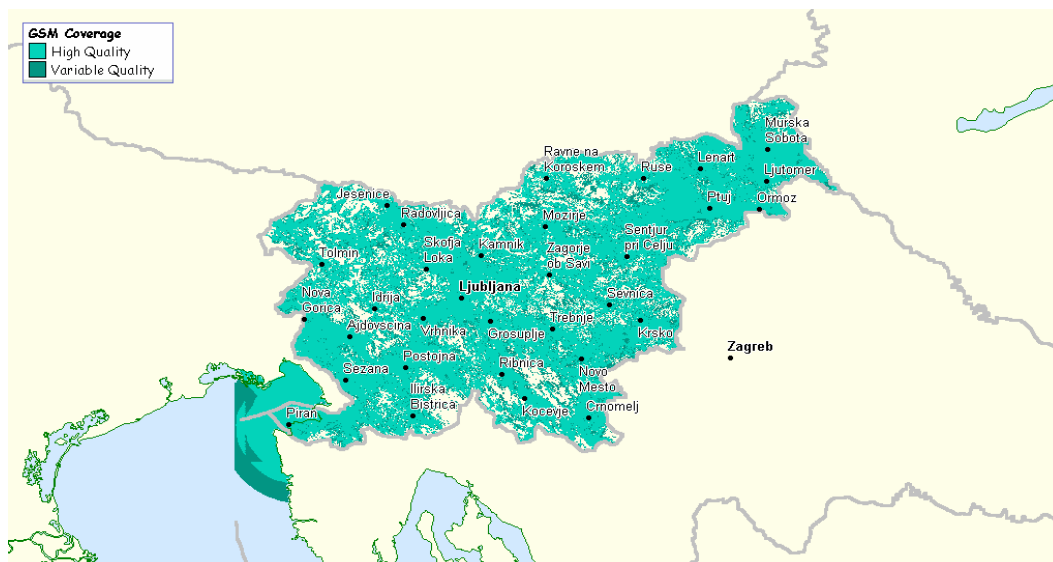 GSM Coverage
High Quality
Variable Quality
Murska
Sobota
Ravne na
Koroskem
Ruse
Lenart
Ljutomer
Jesenice
Radovljica
Mozirje
Ptuj
Ormoz
Skofja
Loka
Kamnik
Sentjur
pri Celju
Tolmin
Zagorje
ob Savi
Nova
Gorica
Idrija
Ljubljana
Sevnica
Ajdovscina
Vrhnika
Grosuplje
Trebnje
Krsko
Zagreb
Sezana
Postojna
Ribnica
Novo
Mesto
Ilirska
Bistrica
Piran
Kocevje
Crnomelj